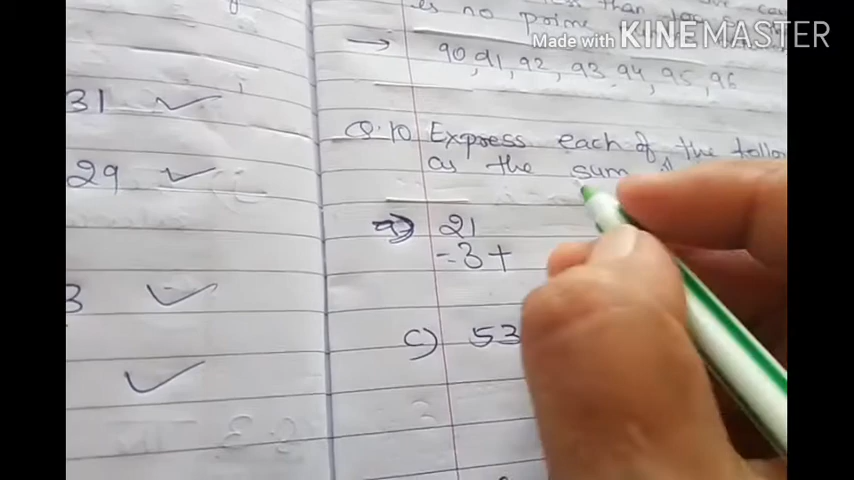 is no prime
Made with KINEMASTER
→ 90, 91, 92, 93 94, 95, 96
31 ✓
Q.10 Express each of the follo
as the sum
29 ✓
a) 21
= 3 +
3 ✓
c) 53
✓